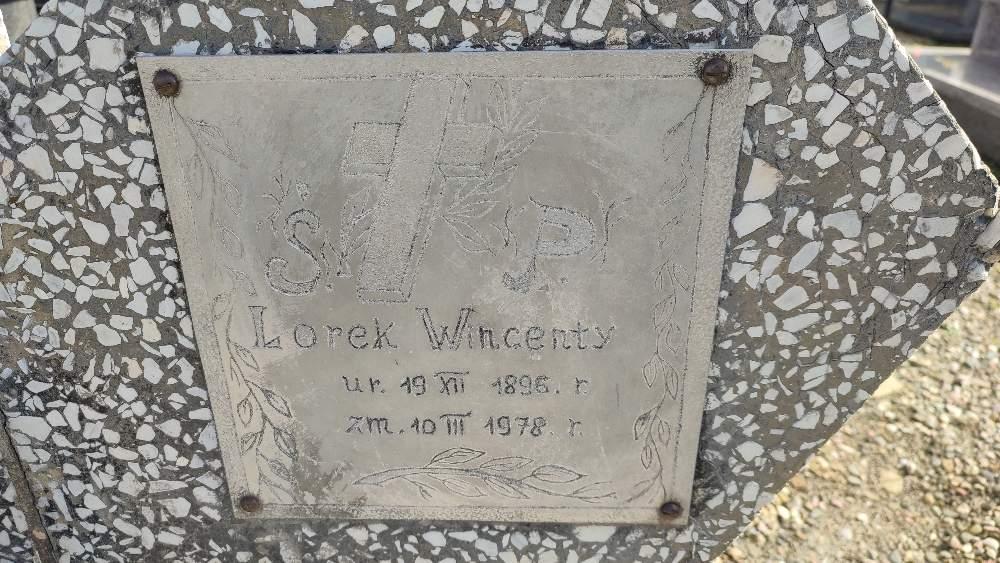 Ś. P.
Lorek Wincenty
ur. 19 XII 1896. r.
zm. 10 III 1978. r.